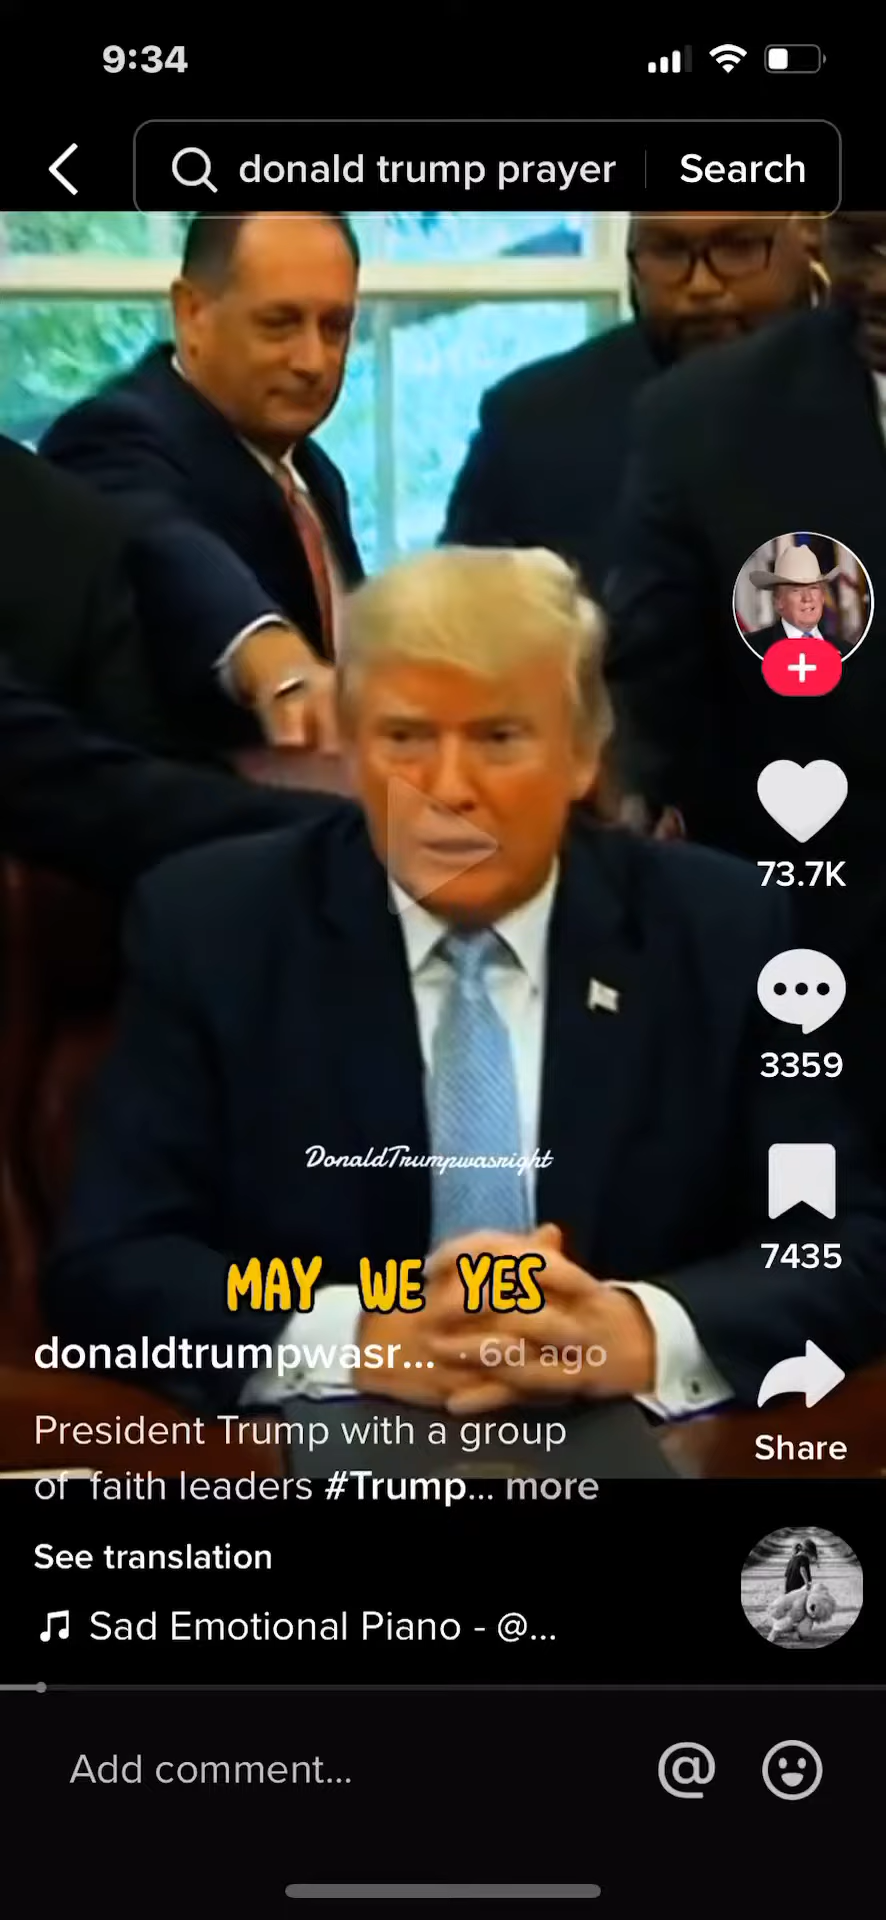 9:34
donald trump prayer Search
DonaldTrumpwasright
MAY WE YES
donaldtrumpwasr... · 6d ago
President Trump with a group
of faith leaders #Trump... more
See translation
Sad Emotional Piano - @...
73.7K
3359
7435
Share
Add comment...
@